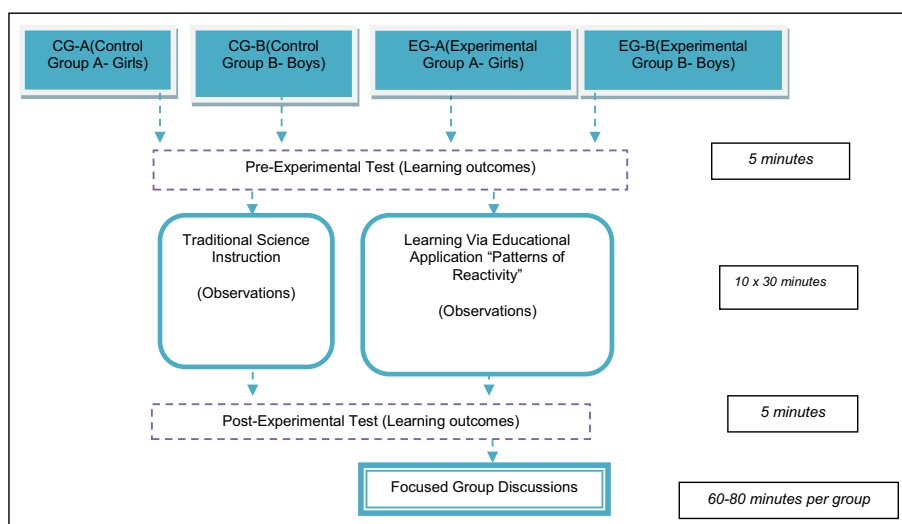 CG-A(Control
Group A- Girls)
CG-B(Control
Group B- Boys)
EG-A(Experimental
Group A- Girls)
EG-B(Experimental
Group B- Boys)
Pre-Experimental Test (Learning outcomes)
5 minutes
Traditional Science
Instruction
(Observations)
Learning Via Educational
Application “Patterns of
Reactivity”
(Observations)
10 x 30 minutes
Post-Experimental Test (Learning outcomes)
5 minutes
Focused Group Discussions
60-80 minutes per group